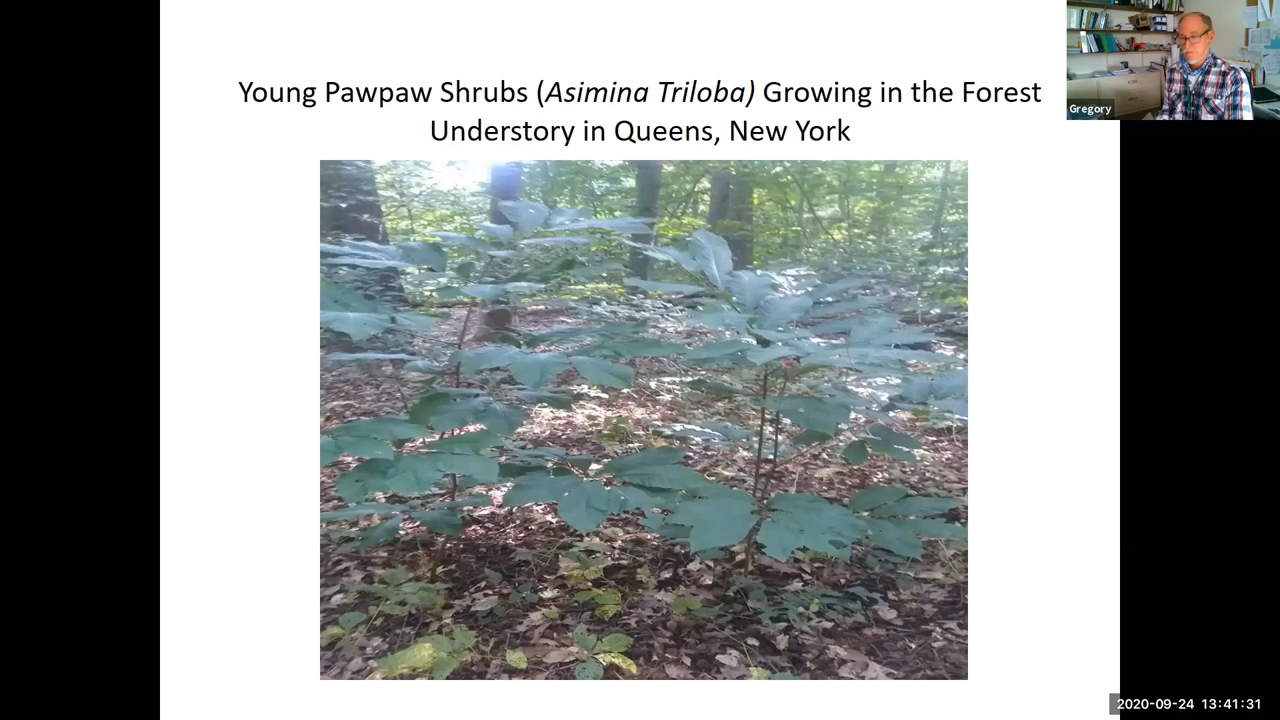 Young Pawpaw Shrubs (Asimina Triloba) Growing in the Forest
Understory in Queens, New York
Gregory
2020-09-24 13:41:31